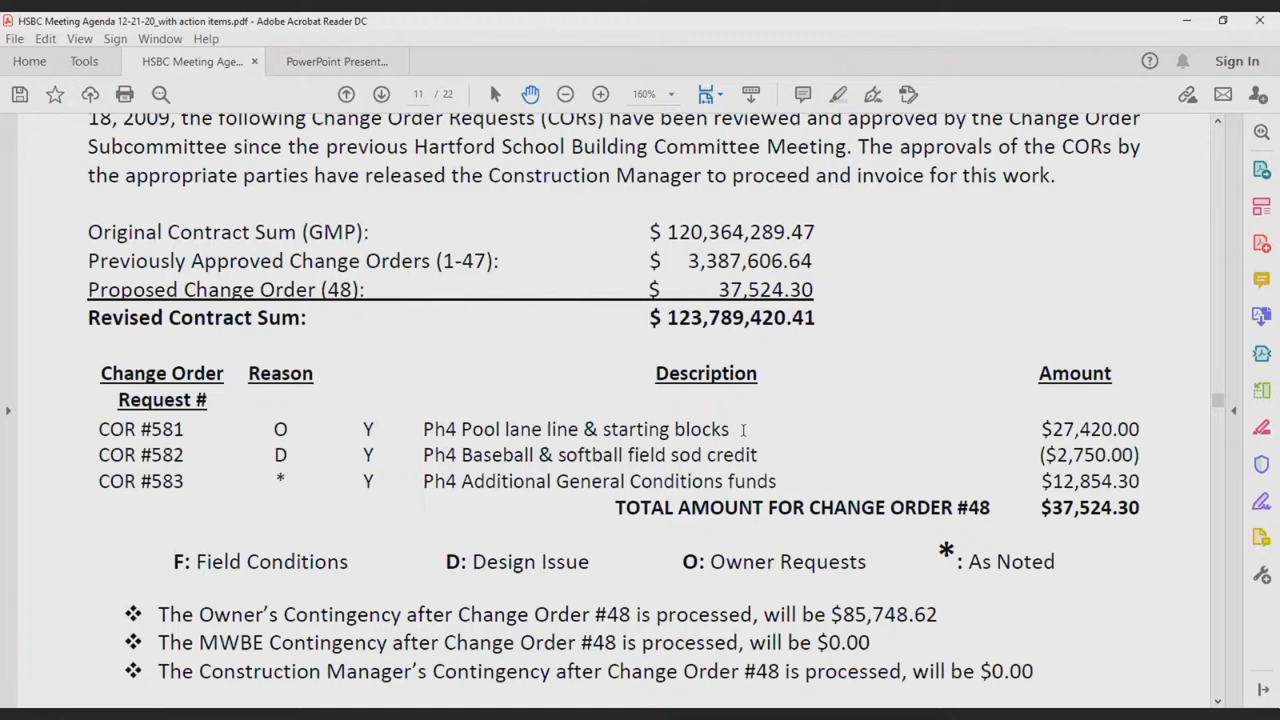 HSBC Meeting Agenda 12-21-20_with action items.pdf - Adobe Acrobat Reader DC
File Edit View Sign Window Help
Home Tools HSBC Meeting Age... × PowerPoint Present... Sign In
11 / 22 160%
18, 2009, the following Change Order Requests (CORs) have been reviewed and approved by the Change Order
Subcommittee since the previous Hartford School Building Committee Meeting. The approvals of the CORs by
the appropriate parties have released the Construction Manager to proceed and invoice for this work.
Original Contract Sum (GMP): $ 120,364,289.47
Previously Approved Change Orders (1-47): $ 3,387,606.64
Proposed Change Order (48): $ 37,524.30
Revised Contract Sum: $ 123,789,420.41
Change Order Reason Description Amount
Request #
COR #581 O Y Ph4 Pool lane line & starting blocks $27,420.00
COR #582 D Y Ph4 Baseball & softball field sod credit ($2,750.00)
COR #583 * Y Ph4 Additional General Conditions funds $12,854.30
TOTAL AMOUNT FOR CHANGE ORDER #48 $37,524.30
F: Field Conditions D: Design Issue O: Owner Requests *: As Noted
❖ The Owner's Contingency after Change Order #48 is processed, will be $85,748.62
❖ The MWBE Contingency after Change Order #48 is processed, will be $0.00
❖ The Construction Manager's Contingency after Change Order #48 is processed, will be $0.00